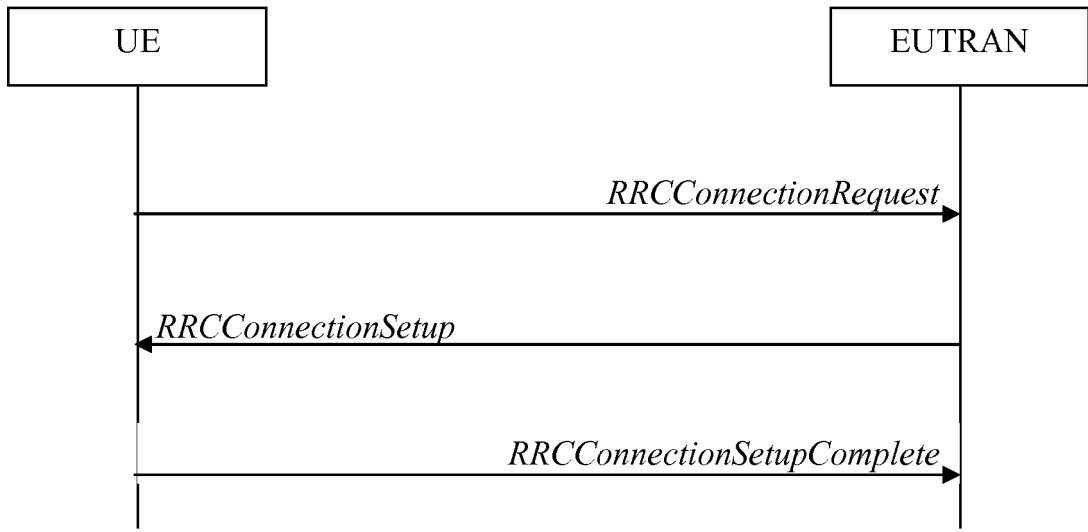 UE
EUTRAN
RRCConnectionRequest
RRCConnectionSetup
RRCConnectionSetupComplete